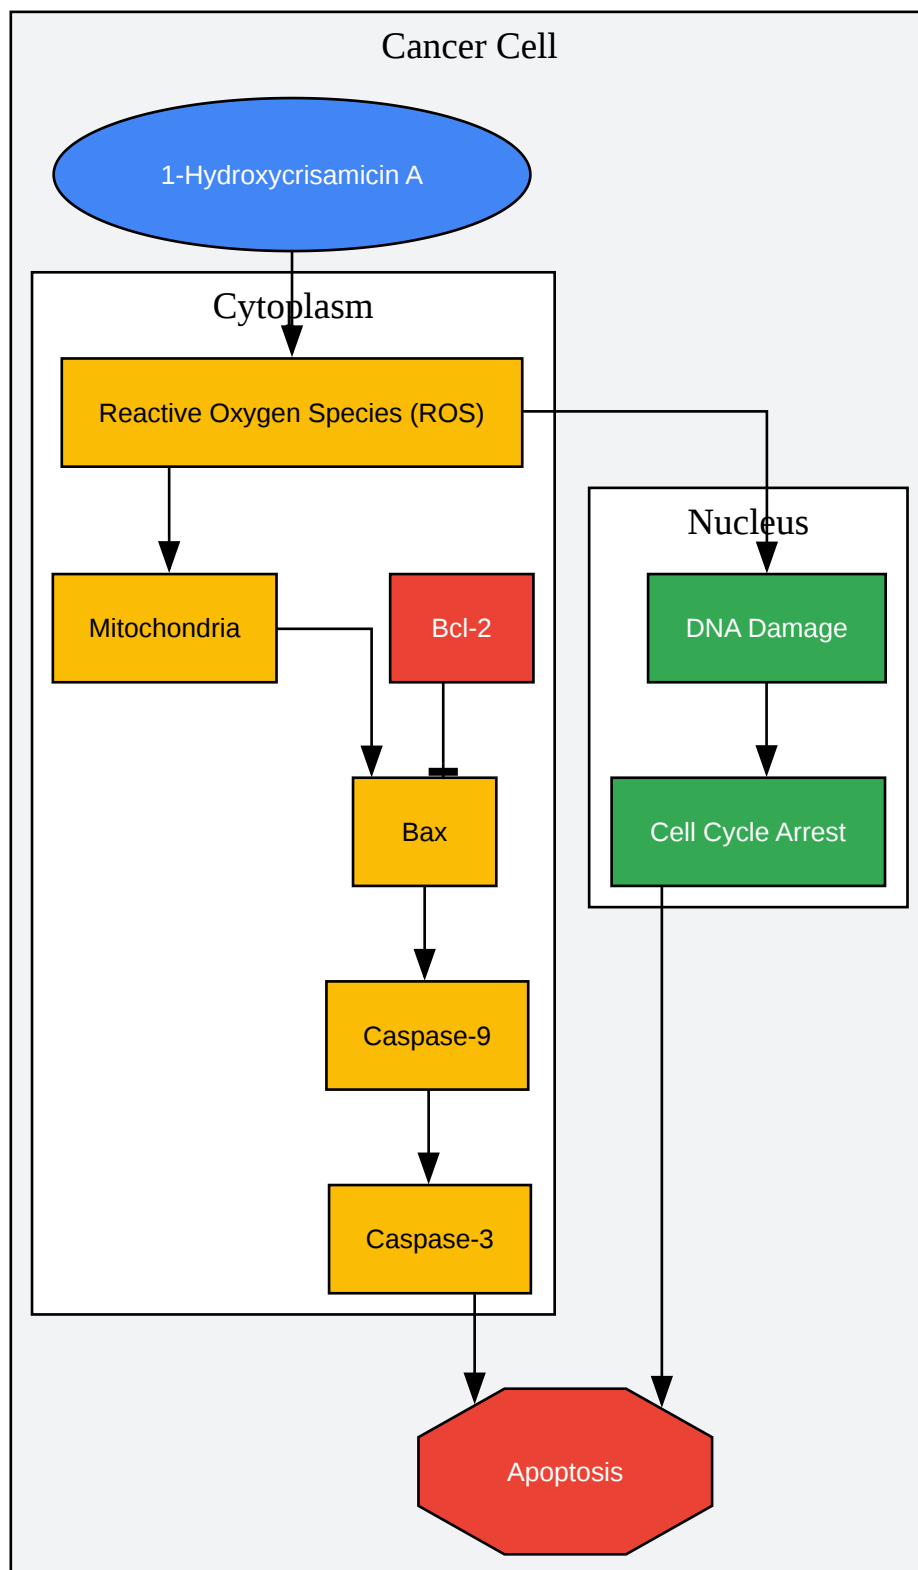 Cancer Cell
1-Hydroxycrisamicin A
Cytoplasm
Reactive Oxygen Species (ROS)
Nucleus
Mitochondria
Bcl-2
DNA Damage
Bax
Cell Cycle Arrest
Caspase-9
Caspase-3
Apoptosis